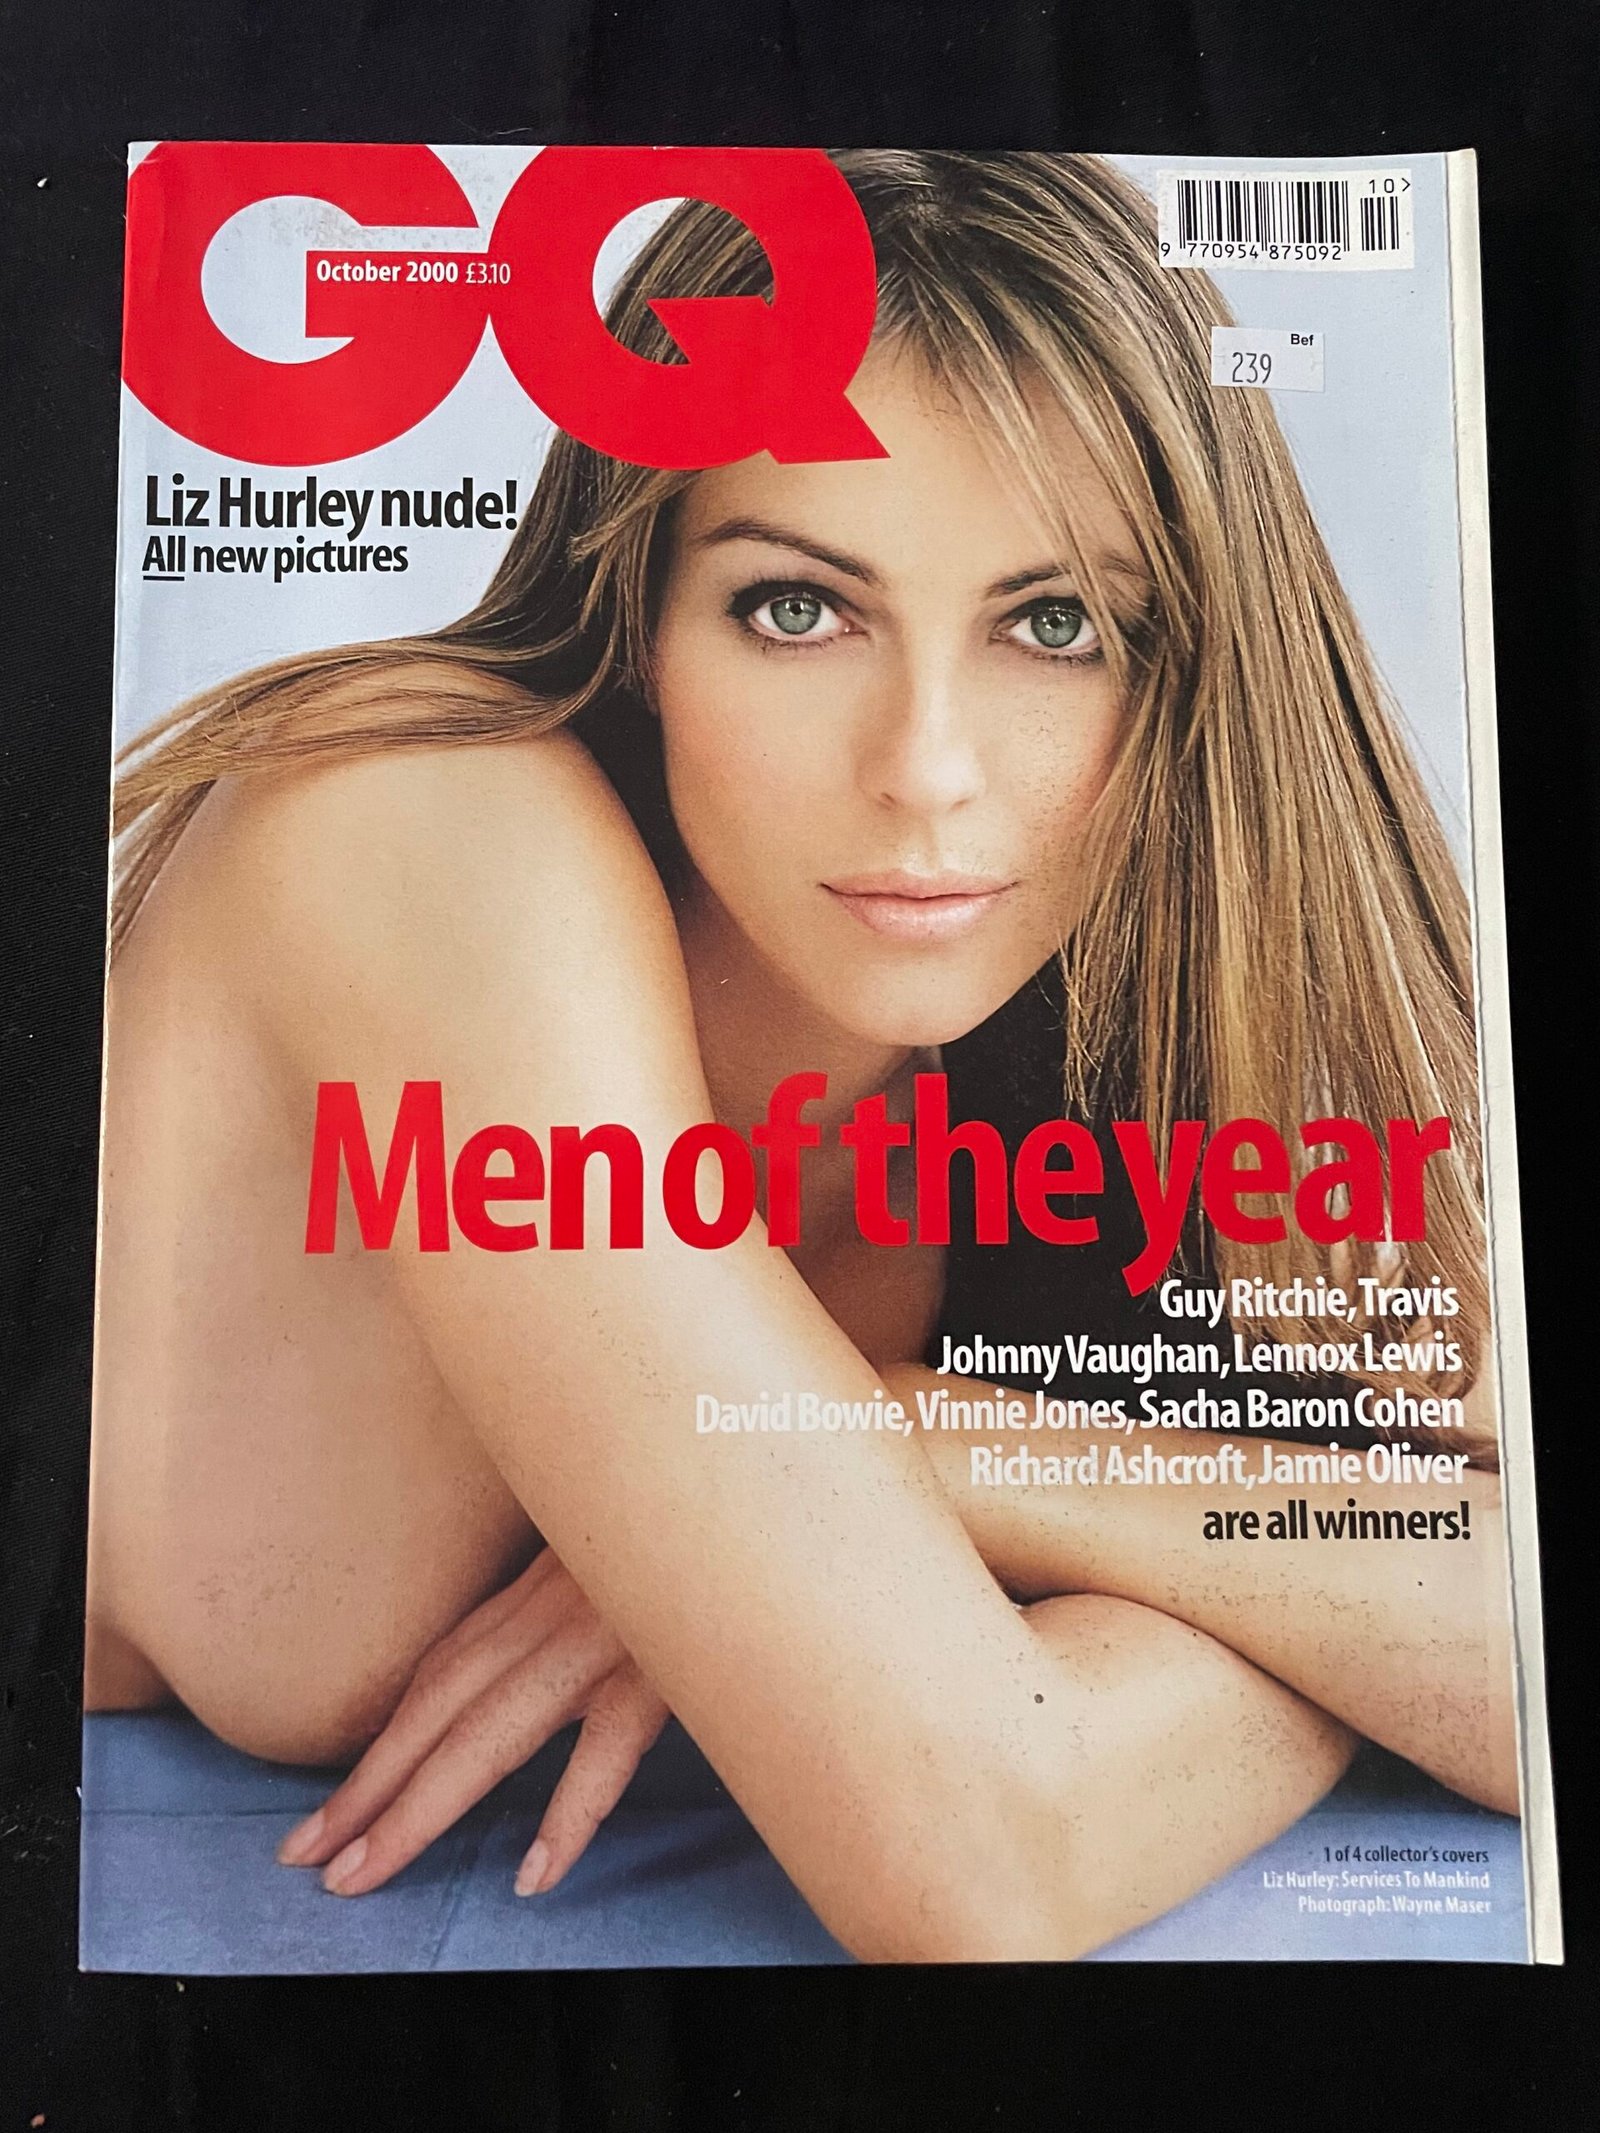 GQ
October 2000 £3.10
10>
9 770954 875092
Bef
239
Liz Hurley nude!
All new pictures
Men of the year
Guy Ritchie, Travis
Johnny Vaughan, Lennox Lewis
David Bowie, Vinnie Jones, Sacha Baron Cohen
Richard Ashcroft, Jamie Oliver
are all winners!
1 of 4 collector's covers
Liz Hurley: Services To Mankind
Photograph: Wayne Maser